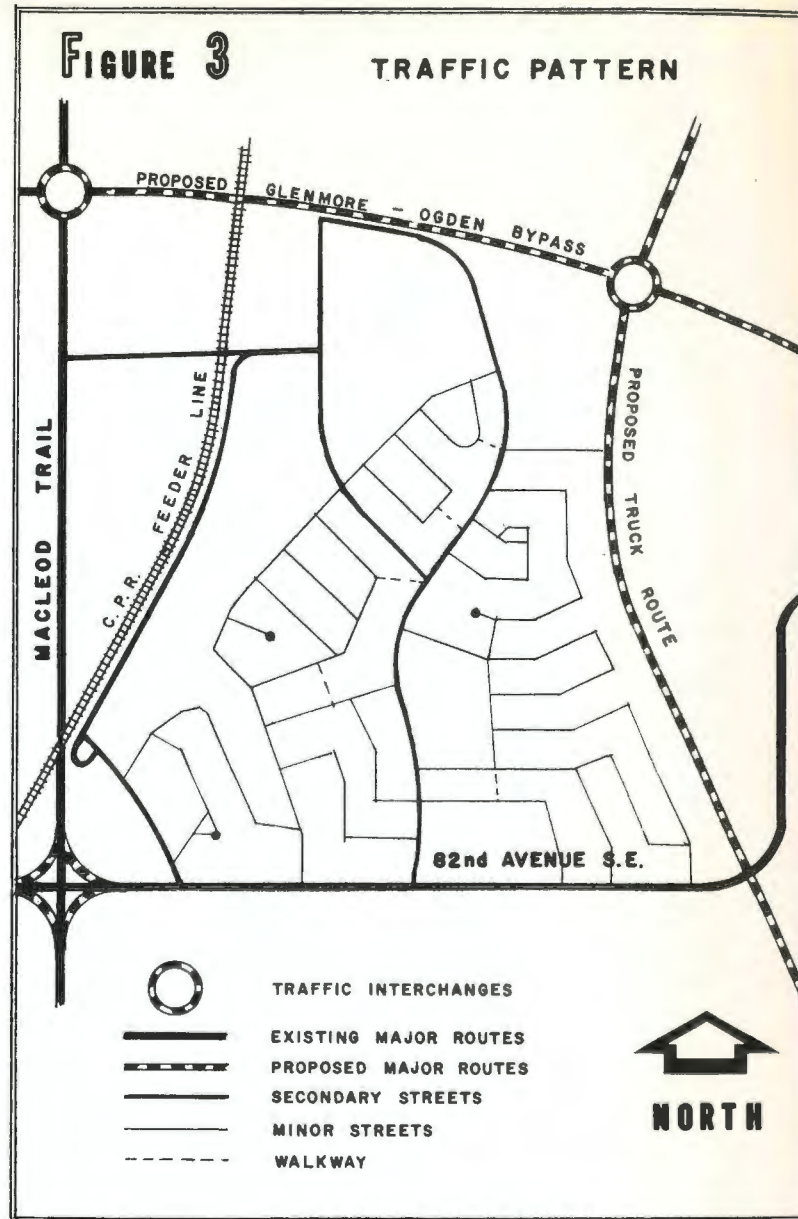 FIGURE 3
TRAFFIC PATTERN
PROPOSED GLENMORE - OGDEN BYPASS
MACLEOD TRAIL
C.P.R. FEEDER LINE
PROPOSED TRUCK ROUTE
82nd AVENUE S.E.
TRAFFIC INTERCHANGES
EXISTING MAJOR ROUTES
PROPOSED MAJOR ROUTES
SECONDARY STREETS
MINOR STREETS
WALKWAY
NORTH